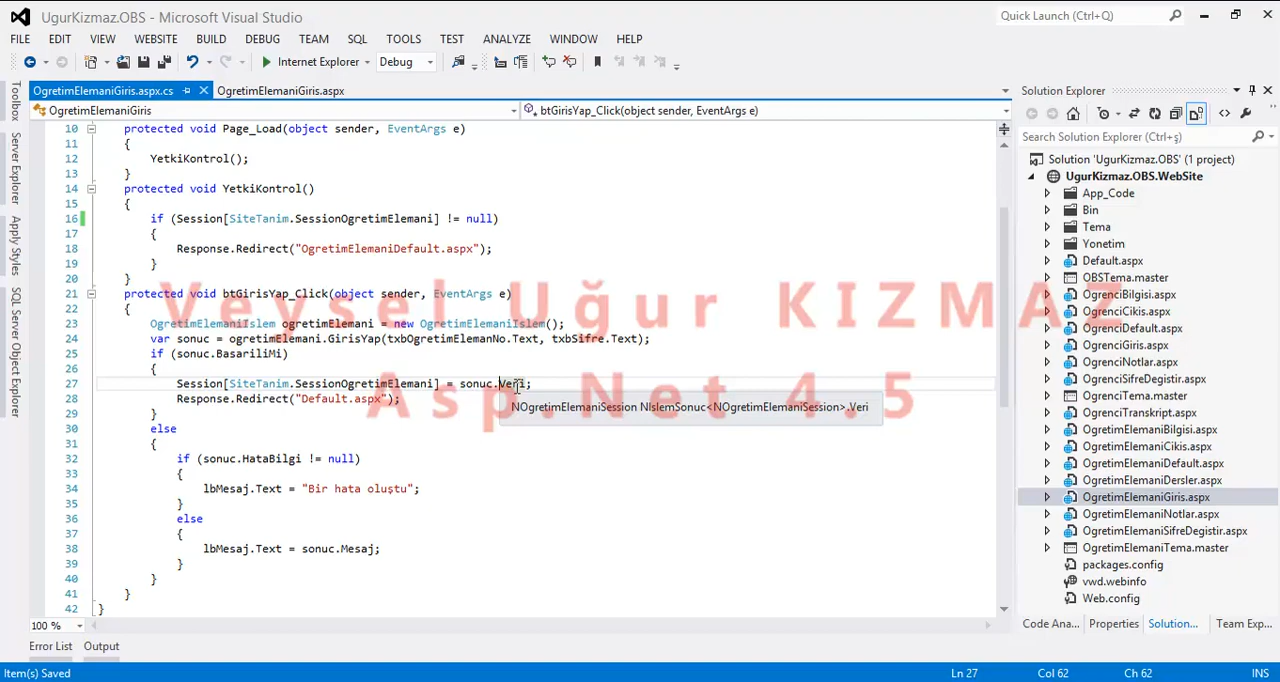 UgurKizmaz.OBS - Microsoft Visual Studio
Quick Launch (Ctrl+Q)
FILE EDIT VIEW WEBSITE BUILD DEBUG TEAM SQL TOOLS TEST ANALYZE WINDOW HELP
Internet Explorer Debug
OgretimElemaniGiris.aspx.cs OgretimElemaniGiris.aspx
OgretimElemaniGiris btGirisYap_Click(object sender, EventArgs e)
Toolbox
Server Explorer
Apply Styles
SQL Server Object Explorer
10 protected void Page_Load(object sender, EventArgs e)
11 {
12 YetkiKontrol();
13 }
14 protected void YetkiKontrol()
15 {
16 if (Session[SiteTanim.SessionOgretimElemani] != null)
17 {
18 Response.Redirect("OgretimElemaniDefault.aspx");
19 }
20 }
21 protected void btGirisYap_Click(object sender, EventArgs e)
22 {
23 OgretimElemaniIslem ogretimElemani = new OgretimElemaniIslem();
24 var sonuc = ogretimElemani.GirisYap(txbOgretimElemanNo.Text, txbSifre.Text);
25 if (sonuc.BasariliMi)
26 {
27 Session[SiteTanim.SessionOgretimElemani] = sonuc.Veri;
28 Response.Redirect("Default.aspx");
NOgretimElemaniSession NIslemSonuc<NOgretimElemaniSession>.Veri
29 }
30 else
31 {
32 if (sonuc.HataBilgi != null)
33 {
34 lbMesaj.Text = "Bir hata oluştu";
35 }
36 else
37 {
38 lbMesaj.Text = sonuc.Mesaj;
39 }
40 }
41 }
42 }
Veysel Uğur KIZMAZ
Asp.Net 4.5
100 %
Error List Output
Solution Explorer
Search Solution Explorer (Ctrl+ş)
Solution 'UgurKizmaz.OBS' (1 project)
UgurKizmaz.OBS.WebSite
App_Code
Bin
Tema
Yonetim
Default.aspx
OBSTema.master
OgrenciBilgisi.aspx
OgrenciCikis.aspx
OgrenciDefault.aspx
OgrenciGiris.aspx
OgrenciNotlar.aspx
OgrenciSifreDegistir.aspx
OgrenciTema.master
OgrenciTranskript.aspx
OgretimElemaniBilgisi.aspx
OgretimElemaniCikis.aspx
OgretimElemaniDefault.aspx
OgretimElemaniDersler.aspx
OgretimElemaniGiris.aspx
OgretimElemaniNotlar.aspx
OgretimElemaniSifreDegistir.aspx
OgretimElemaniTema.master
packages.config
vwd.webinfo
Web.config
Code Ana... Properties Solution... Team Exp...
Item(s) Saved Ln 27 Col 62 Ch 62 INS